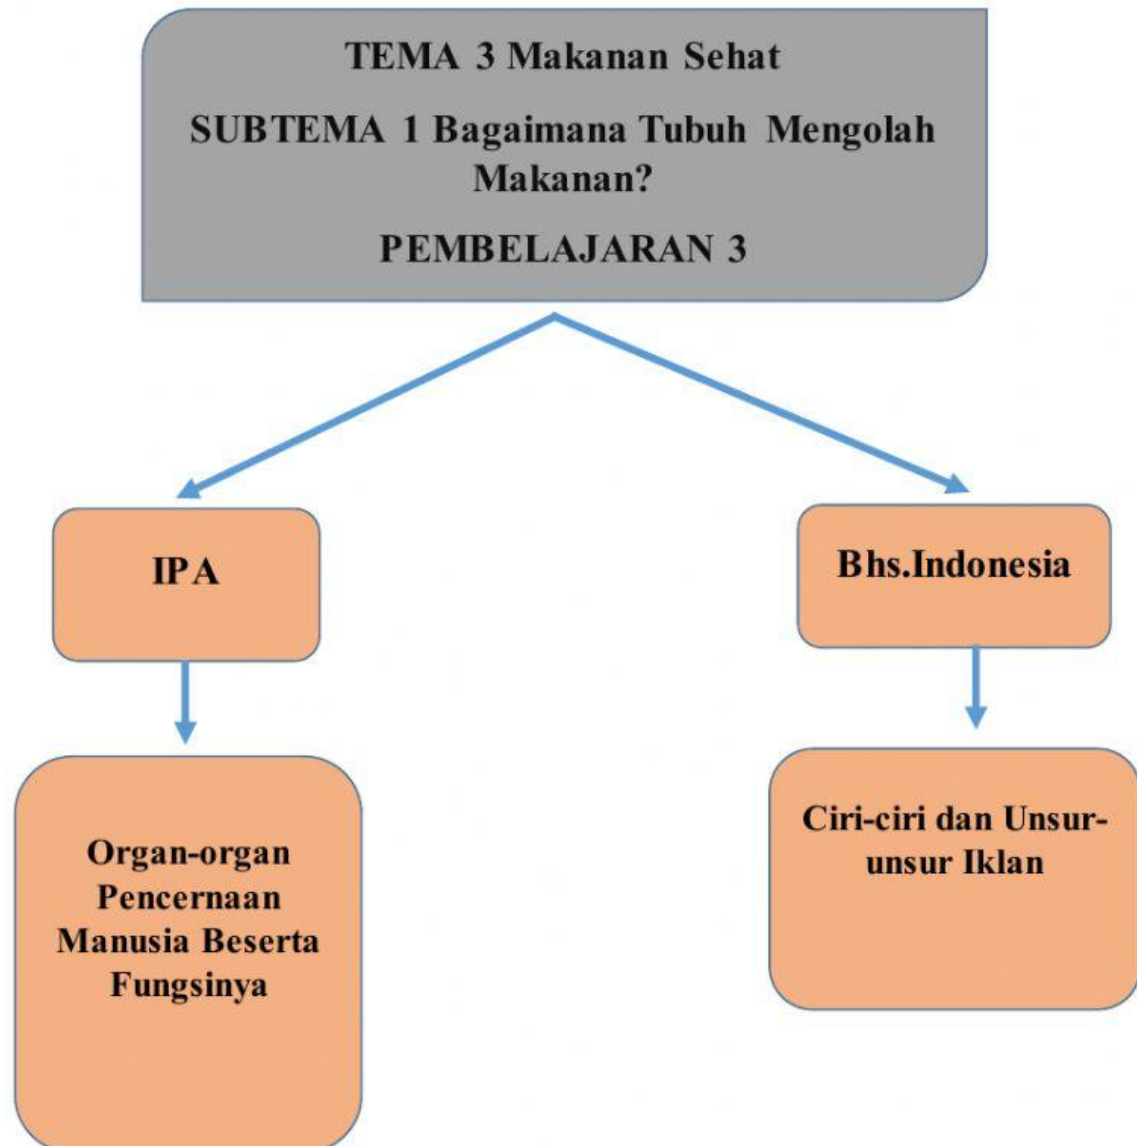 TEMA 3 Makanan Sehat
SUBTEMA 1 Bagaimana Tubuh Mengolah
Makanan?
PEMBELAJARAN 3
IPA
Bhs.Indonesia
Organ-organ
Pencernaan
Manusia Beserta
Fungsinya
Ciri-ciri dan Unsur-
unsur Iklan